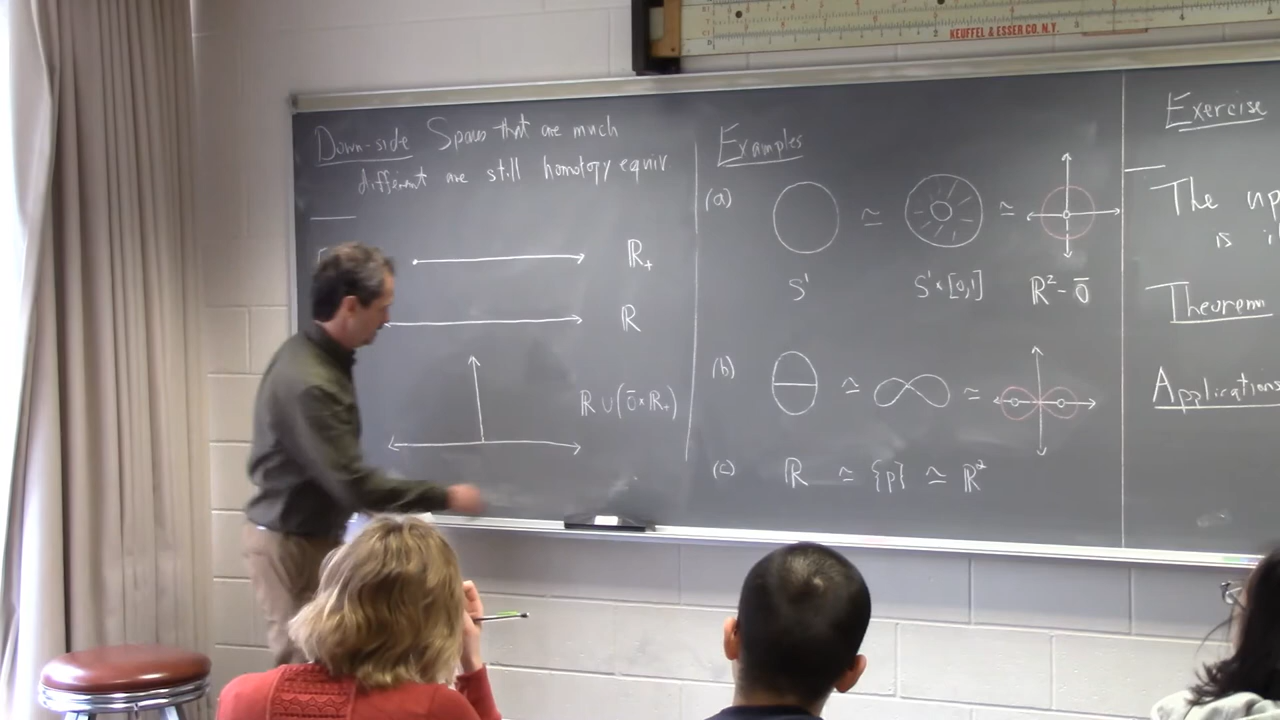 KEUFFEL & ESSER CO. N.Y.
Down-side Spaces that are much
different are still homotopy equiv
ℝ₊
ℝ
ℝ ∪ (0̄ × ℝ₊)
Examples
(a) ≃ ≃
S¹ S¹ × [0,1] ℝ² - 0̄
(b) ≃ ≃
(c) ℝ ≃ {p} ≃ ℝ²
Exercise
The
is
Theorem
Applications